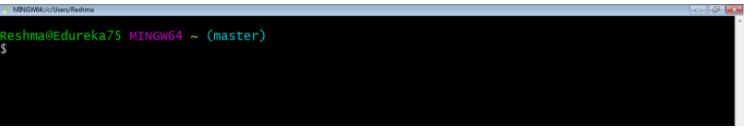 MINGW64:/c/Users/Reshma
Reshma@Edureka75 MINGW64 ~ (master)
$